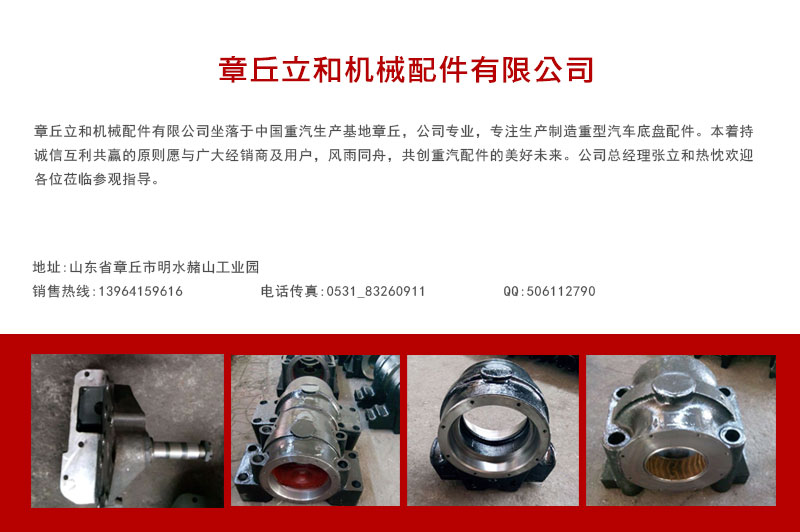 章丘立和机械配件有限公司
章丘立和机械配件有限公司坐落于中国重汽生产基地章丘，公司专业，专注生产制造重型汽车底盘配件。本着持
诚信互利共赢的原则愿与广大经销商及用户，风雨同舟，共创重汽配件的美好未来。公司总经理张立和热忱欢迎
各位莅临参观指导。
地址:山东省章丘市明水赭山工业园
销售热线:13964159616 电话传真:0531_83260911 QQ:506112790